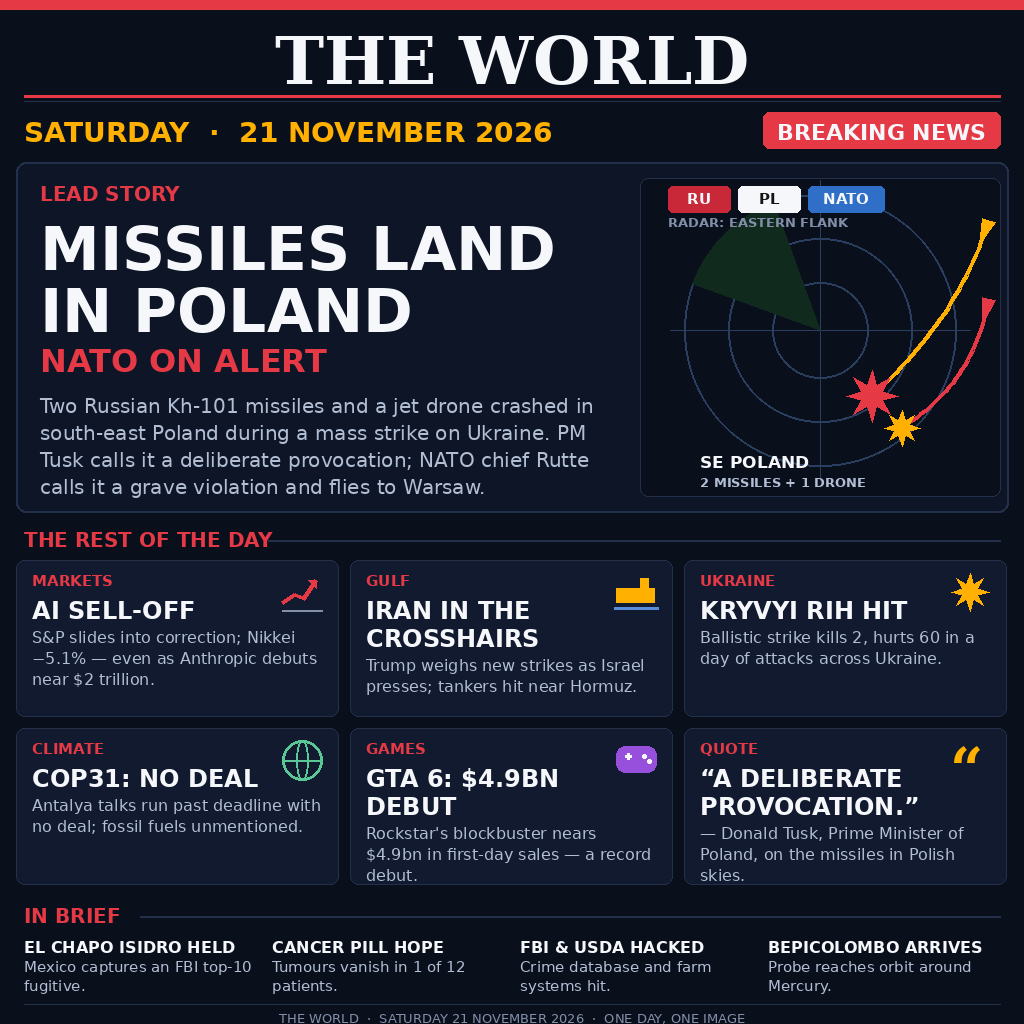 THE WORLD
SATURDAY · 21 NOVEMBER 2026
BREAKING NEWS
LEAD STORY
MISSILES LAND
IN POLAND
NATO ON ALERT
Two Russian Kh-101 missiles and a jet drone crashed in
south-east Poland during a mass strike on Ukraine. PM
Tusk calls it a deliberate provocation; NATO chief Rutte
calls it a grave violation and flies to Warsaw.
RU PL NATO
RADAR: EASTERN FLANK
SE POLAND
2 MISSILES + 1 DRONE
THE REST OF THE DAY
MARKETS
AI SELL-OFF
S&P slides into correction; Nikkei
−5.1% — even as Anthropic debuts
near $2 trillion.
GULF
IRAN IN THE
CROSSHAIRS
Trump weighs new strikes as Israel
presses; tankers hit near Hormuz.
UKRAINE
KRYVYI RIH HIT
Ballistic strike kills 2, hurts 60 in a
day of attacks across Ukraine.
CLIMATE
COP31: NO DEAL
Antalya talks run past deadline with
no deal; fossil fuels unmentioned.
GAMES
GTA 6: $4.9BN
DEBUT
Rockstar's blockbuster nears
$4.9bn in first-day sales — a record
debut.
QUOTE
“
“A DELIBERATE
PROVOCATION.”
— Donald Tusk, Prime Minister of
Poland, on the missiles in Polish
skies.
IN BRIEF
EL CHAPO ISIDRO HELD
Mexico captures an FBI top-10
fugitive.
CANCER PILL HOPE
Tumours vanish in 1 of 12
patients.
FBI & USDA HACKED
Crime database and farm
systems hit.
BEPICOLOMBO ARRIVES
Probe reaches orbit around
Mercury.
THE WORLD · SATURDAY 21 NOVEMBER 2026 · ONE DAY, ONE IMAGE